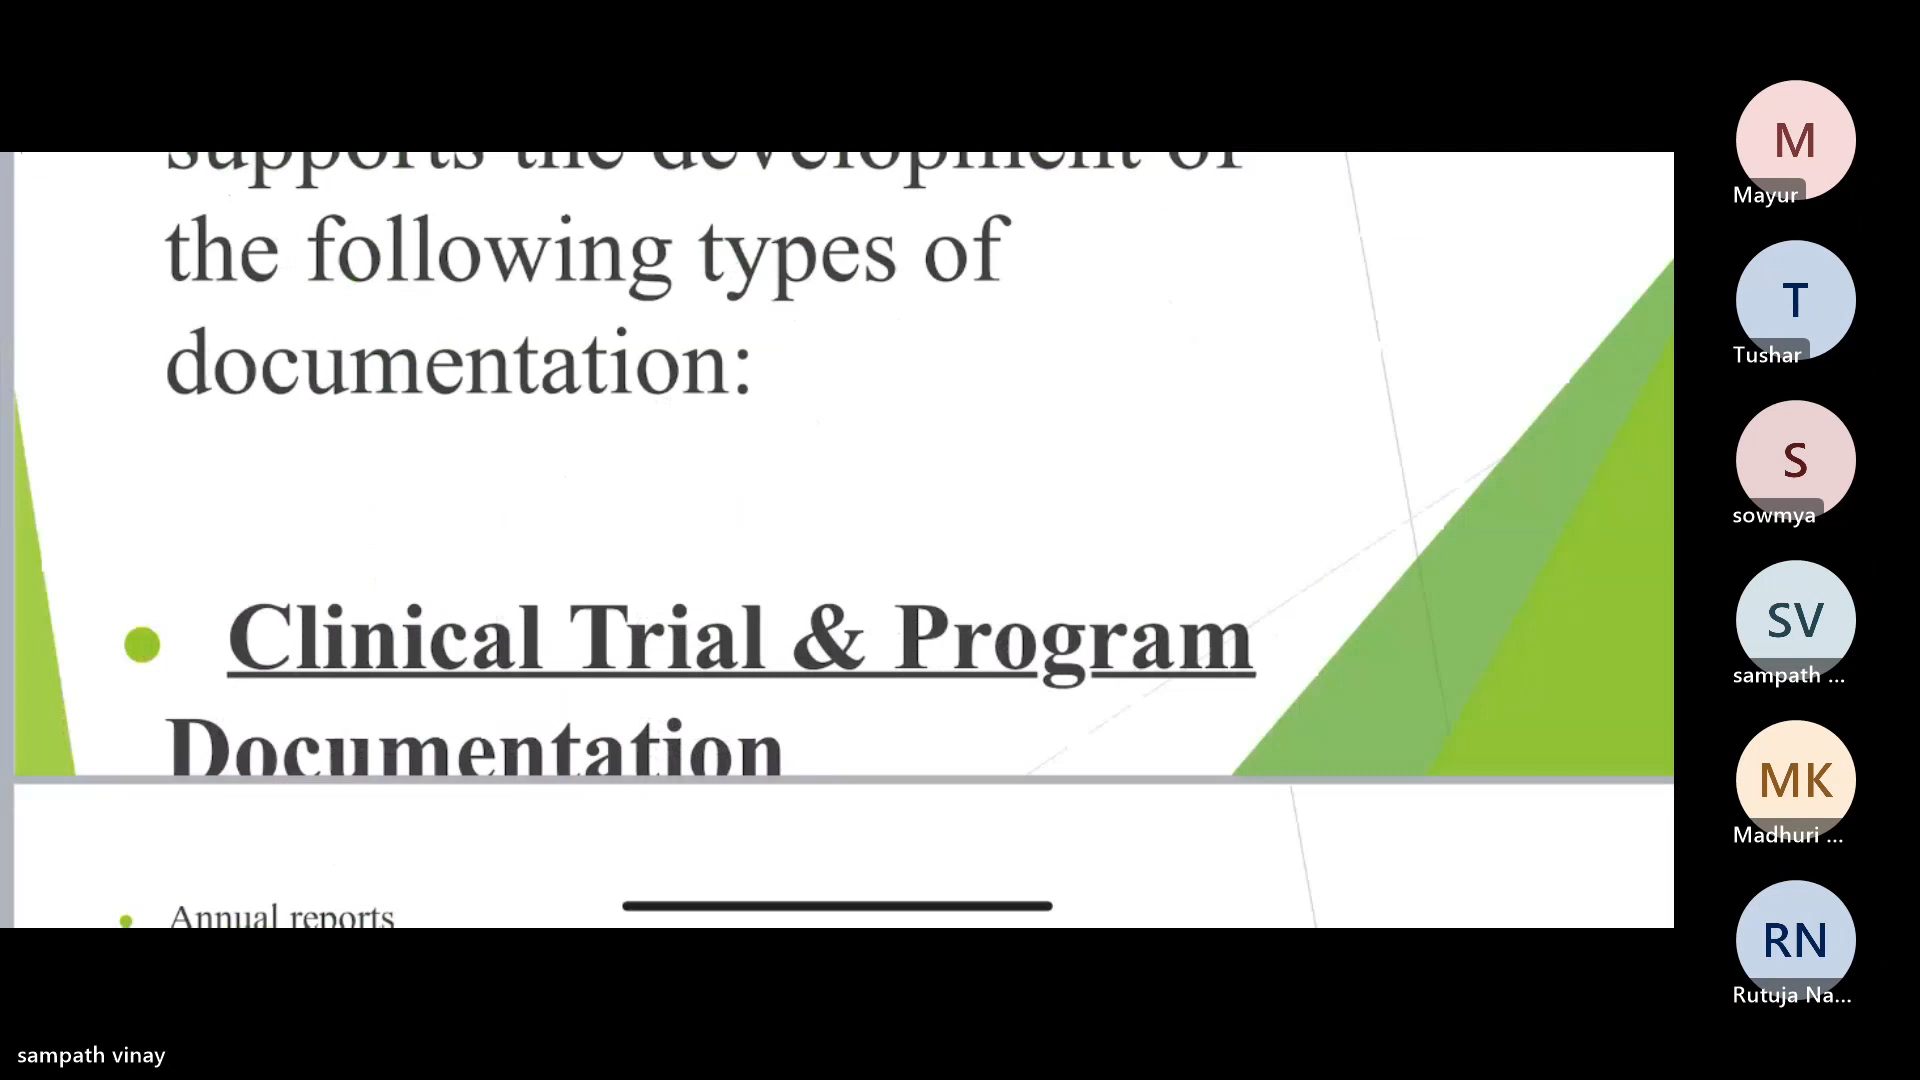 supports the development of
the following types of
documentation:
Clinical Trial & Program
Documentation
Annual reports
M
Mayur
T
Tushar
S
sowmya
SV
sampath ...
MK
Madhuri ...
RN
Rutuja Na...
sampath vinay